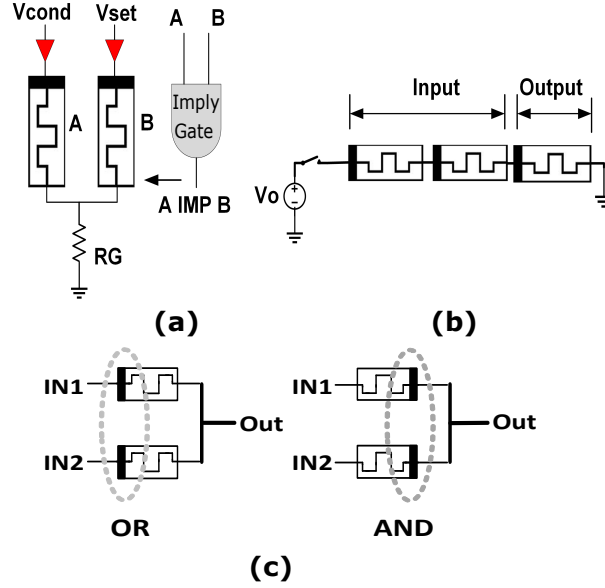 Vcond Vset
A B
Imply
Gate
A B
A IMP B
RG
(a)
Input Output
Vo
(b)
IN1
IN2
Out
OR
IN1
IN2
Out
AND
(c)